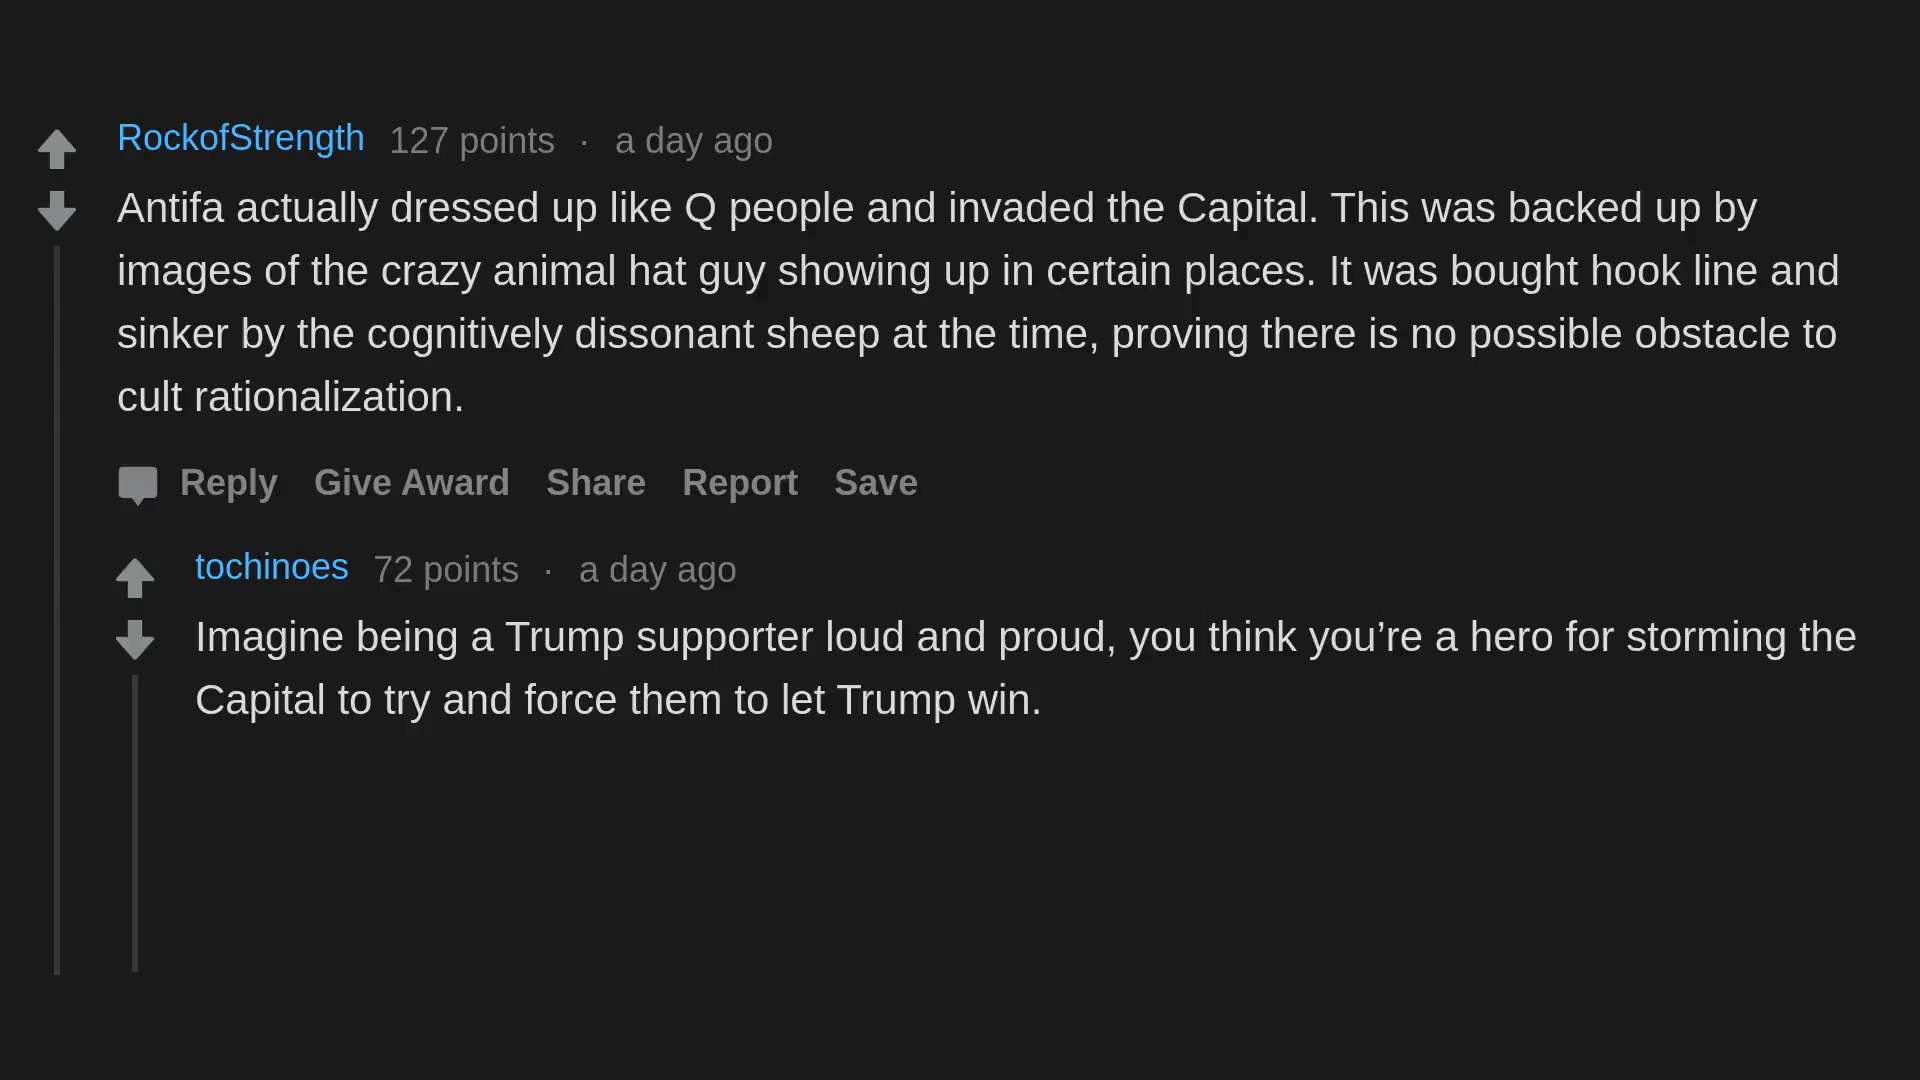 RockofStrength 127 points · a day ago
Antifa actually dressed up like Q people and invaded the Capital. This was backed up by
images of the crazy animal hat guy showing up in certain places. It was bought hook line and
sinker by the cognitively dissonant sheep at the time, proving there is no possible obstacle to
cult rationalization.
Reply Give Award Share Report Save
tochinoes 72 points · a day ago
Imagine being a Trump supporter loud and proud, you think you’re a hero for storming the
Capital to try and force them to let Trump win.